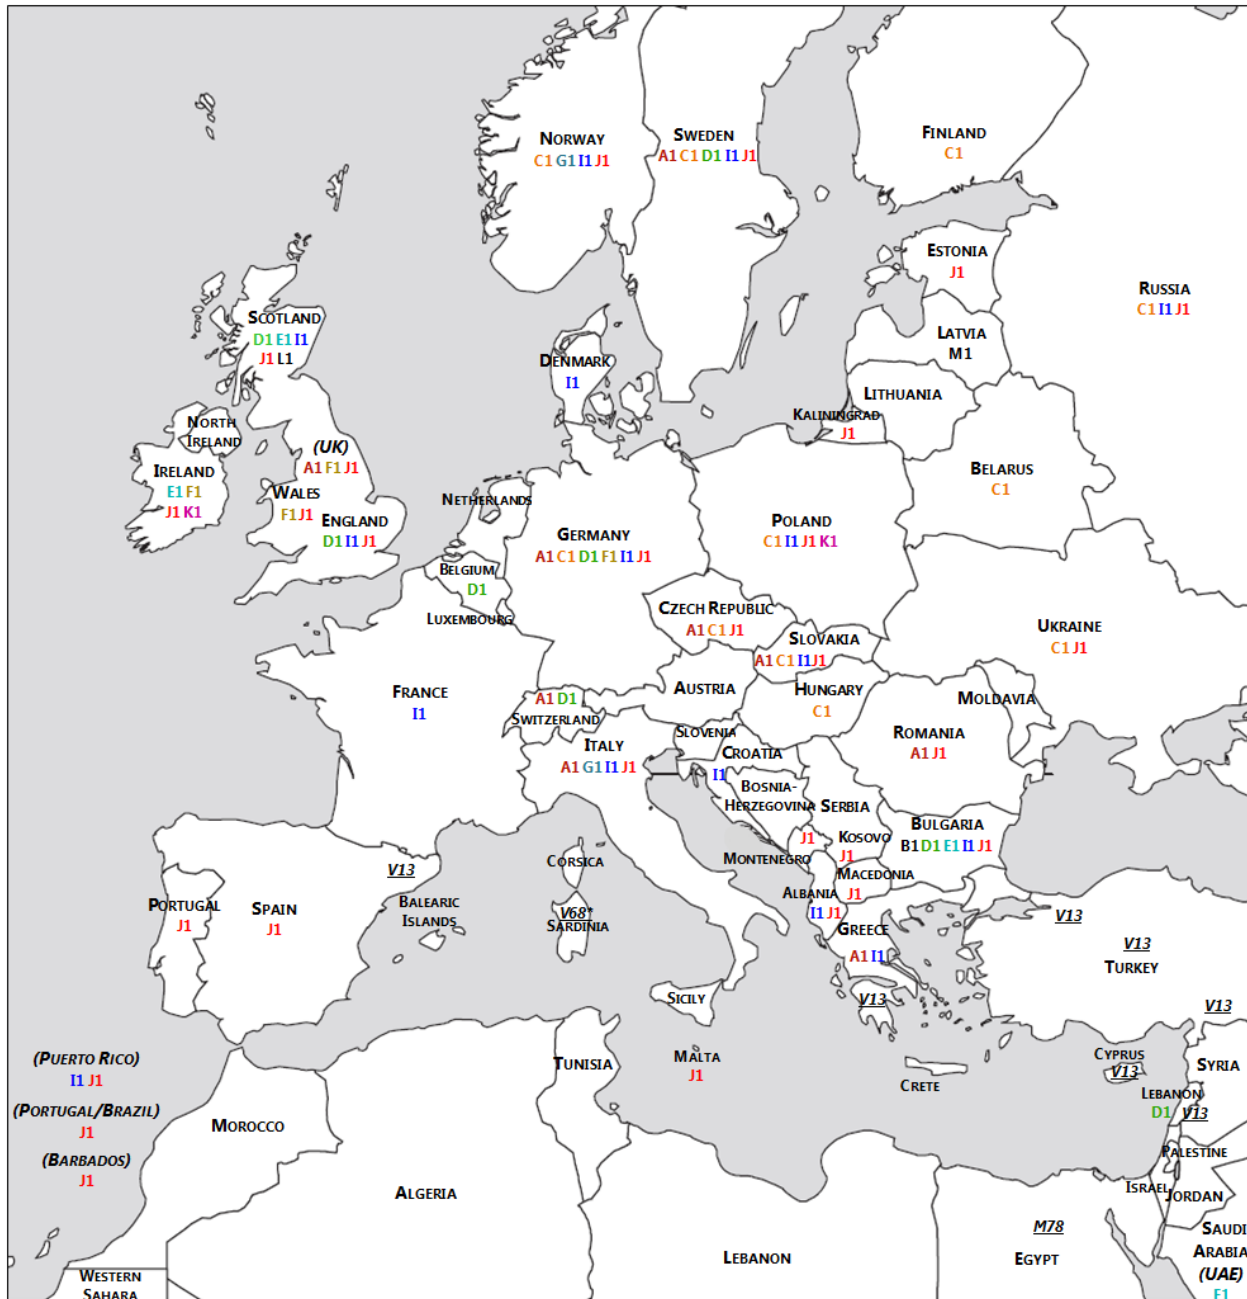 NORWAY
C1 G1 I1 J1
SWEDEN
A1 C1 D1 I1 J1
FINLAND
C1
ESTONIA
J1
RUSSIA
C1 I1 J1
SCOTLAND
D1 E1 I1
J1 L1
DENMARK
I1
LATVIA
M1
LITHUANIA
KALININGRAD
J1
NORTH
IRELAND
(UK)
A1 F1 J1
IRELAND
E1 F1
J1 K1
WALES
F1 J1
ENGLAND
D1 I1 J1
NETHERLANDS
BELARUS
C1
GERMANY
A1 C1 D1 F1 I1 J1
POLAND
C1 I1 J1 K1
BELGIUM
D1
LUXEMBOURG
CZECH REPUBLIC
A1 C1 J1
SLOVAKIA
A1 C1 I1 J1
UKRAINE
C1 J1
FRANCE
I1
A1 D1
SWITZERLAND
AUSTRIA
HUNGARY
C1
MOLDAVIA
ITALY
A1 G1 I1 J1
SLOVENIA
CROATIA
I1
ROMANIA
A1 J1
BOSNIA-
HERZEGOVINA
SERBIA
BULGARIA
B1 D1 E1 I1 J1
J1
MONTENEGRO
KOSOVO
J1
V13
CORSICA
MACEDONIA
J1
ALBANIA
I1 J1
PORTUGAL
J1
SPAIN
J1
BALEARIC
ISLANDS
V68*
SARDINIA
GREECE
A1 I1
V13
V13
TURKEY
V13
SICILY
V13
(PUERTO RICO)
I1 J1
TUNISIA
MALTA
J1
CRETE
CYPRUS
V13
SYRIA
LEBANON
D1
V13
(PORTUGAL/BRAZIL)
J1
MOROCCO
(BARBADOS)
J1
PALESTINE
ISRAEL
JORDAN
ALGERIA
LEBANON
M78
EGYPT
SAUDI
ARABIA
(UAE)
E1
WESTERN
SAHARA